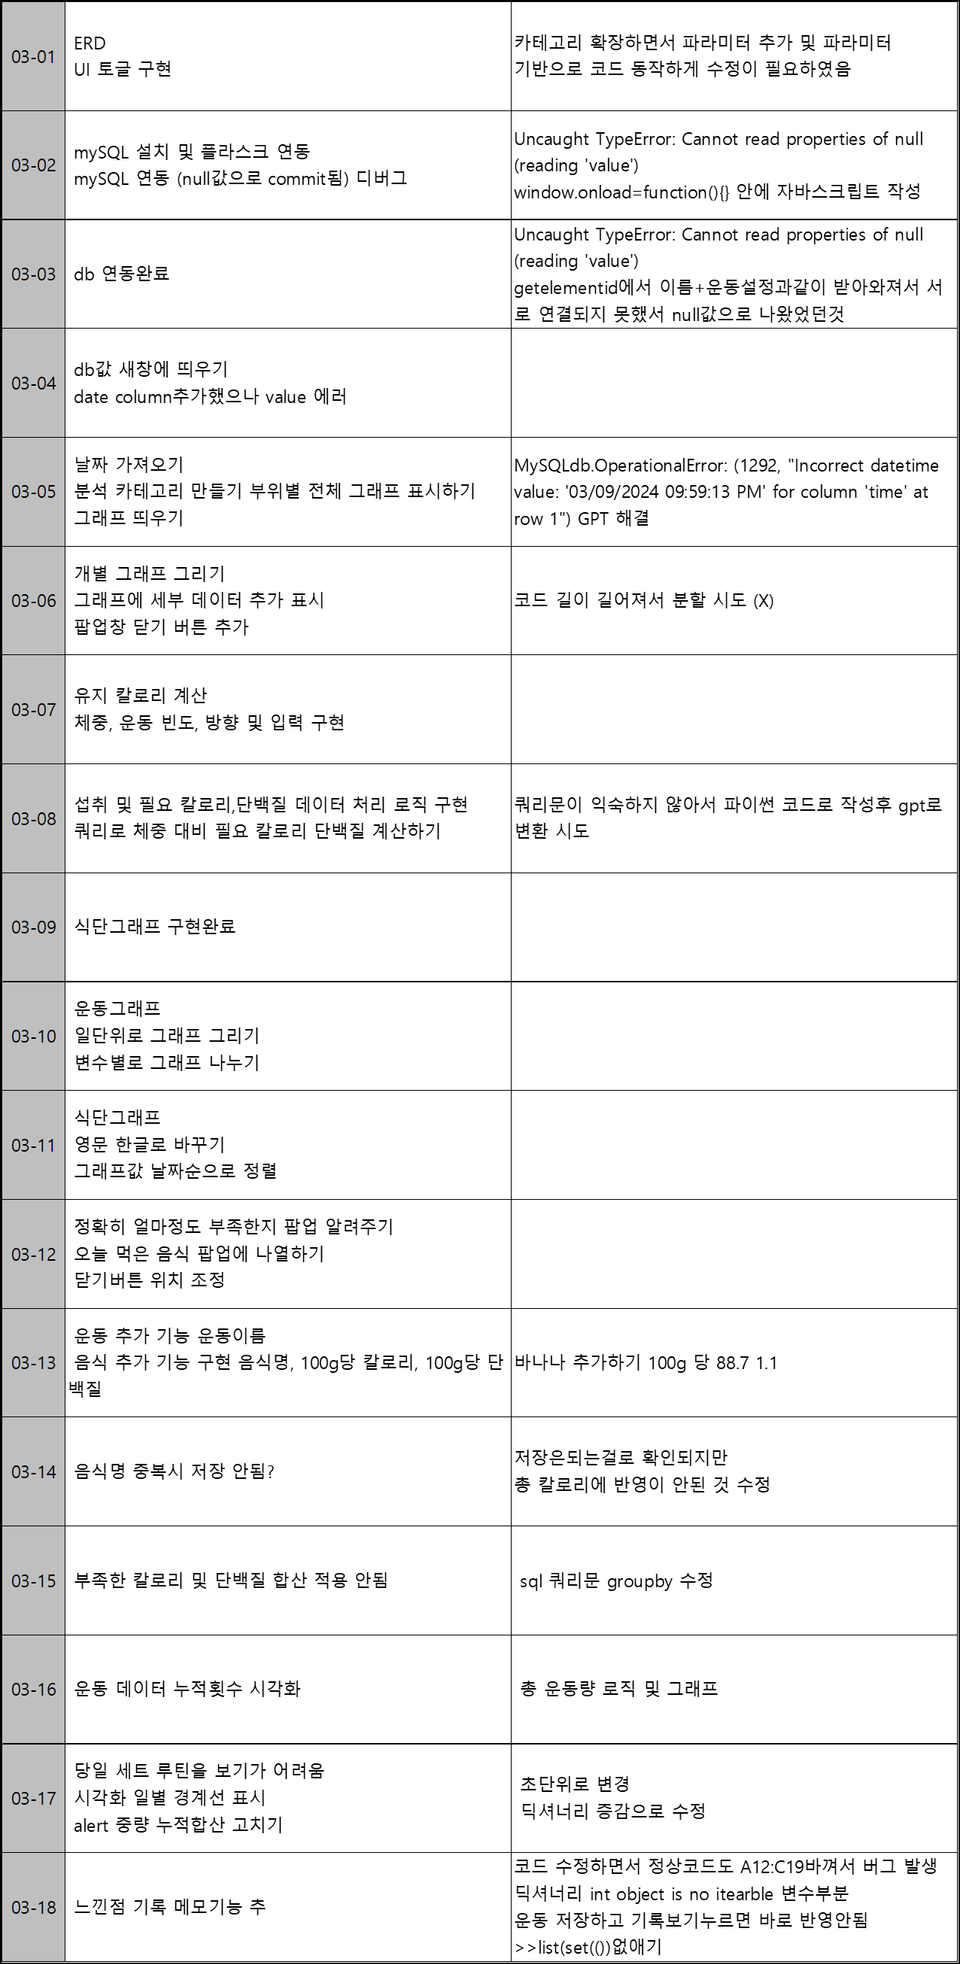 03-01
ERD
UI 토글 구현
카테고리 확장하면서 파라미터 추가 및 파라미터
기반으로 코드 동작하게 수정이 필요하였음
03-02
mySQL 설치 및 플라스크 연동
mySQL 연동 (null값으로 commit됨) 디버그
Uncaught TypeError: Cannot read properties of null
(reading 'value')
window.onload=function(){} 안에 자바스크립트 작성
03-03
db 연동완료
Uncaught TypeError: Cannot read properties of null
(reading 'value')
getelementid에서 이름+운동설정과같이 받아와져서 서
로 연결되지 못했서 null값으로 나왔었던것
03-04
db값 새창에 띄우기
date column추가했으나 value 에러
03-05
날짜 가져오기
분석 카테고리 만들기 부위별 전체 그래프 표시하기
그래프 띄우기
MySQLdb.OperationalError: (1292, "Incorrect datetime
value: '03/09/2024 09:59:13 PM' for column 'time' at
row 1") GPT 해결
03-06
개별 그래프 그리기
그래프에 세부 데이터 추가 표시
팝업창 닫기 버튼 추가
코드 길이 길어져서 분할 시도 (X)
03-07
유지 칼로리 계산
체중, 운동 빈도, 방향 및 입력 구현
03-08
섭취 및 필요 칼로리,단백질 데이터 처리 로직 구현
쿼리로 체중 대비 필요 칼로리 단백질 계산하기
쿼리문이 익숙하지 않아서 파이썬 코드로 작성후 gpt로
변환 시도
03-09
식단그래프 구현완료
03-10
운동그래프
일단위로 그래프 그리기
변수별로 그래프 나누기
03-11
식단그래프
영문 한글로 바꾸기
그래프값 날짜순으로 정렬
03-12
정확히 얼마정도 부족한지 팝업 알려주기
오늘 먹은 음식 팝업에 나열하기
닫기버튼 위치 조정
03-13
운동 추가 기능 운동이름
음식 추가 기능 구현 음식명, 100g당 칼로리, 100g당 단
백질
바나나 추가하기 100g 당 88.7 1.1
03-14
음식명 중복시 저장 안됨?
저장은되는걸로 확인되지만
총 칼로리에 반영이 안된 것 수정
03-15
부족한 칼로리 및 단백질 합산 적용 안됨
sql 쿼리문 groupby 수정
03-16
운동 데이터 누적횟수 시각화
총 운동량 로직 및 그래프
03-17
당일 세트 루틴을 보기가 어려움
시각화 일별 경계선 표시
alert 중량 누적합산 고치기
초단위로 변경
딕셔너리 증감으로 수정
03-18
느낀점 기록 메모기능 추
코드 수정하면서 정상코드도 A12:C19바껴서 버그 발생
딕셔너리 int object is no itearble 변수부분
운동 저장하고 기록보기누르면 바로 반영안됨
>>list(set(())없애기